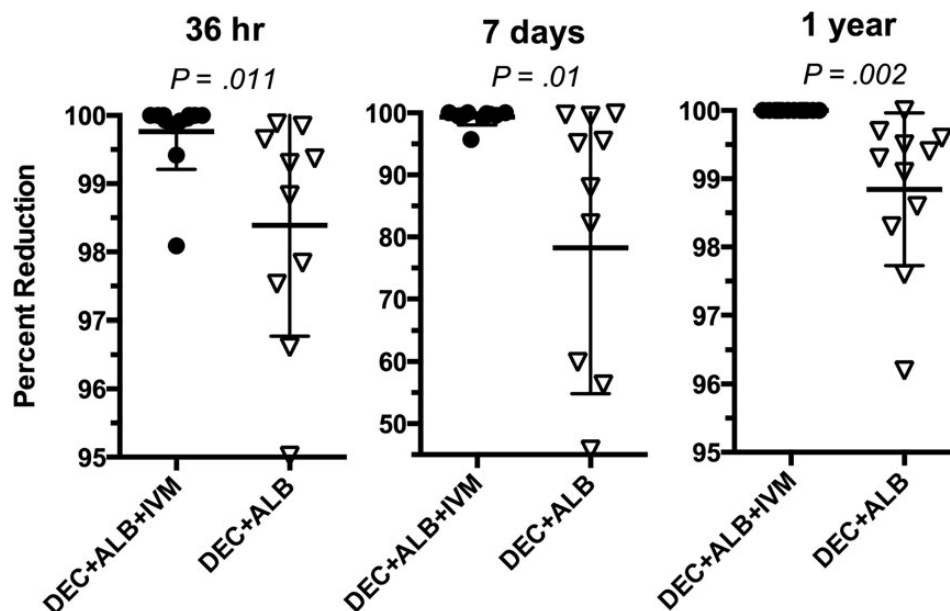 36 hr
P = .011
7 days
P = .01
1 year
P = .002
Percent Reduction
100
99
98
97
96
95
DEC+ALB+IVM
DEC+ALB
100
90
80
70
60
50
DEC+ALB+IVM
DEC+ALB
100
99
98
97
96
95
DEC+ALB+IVM
DEC+ALB